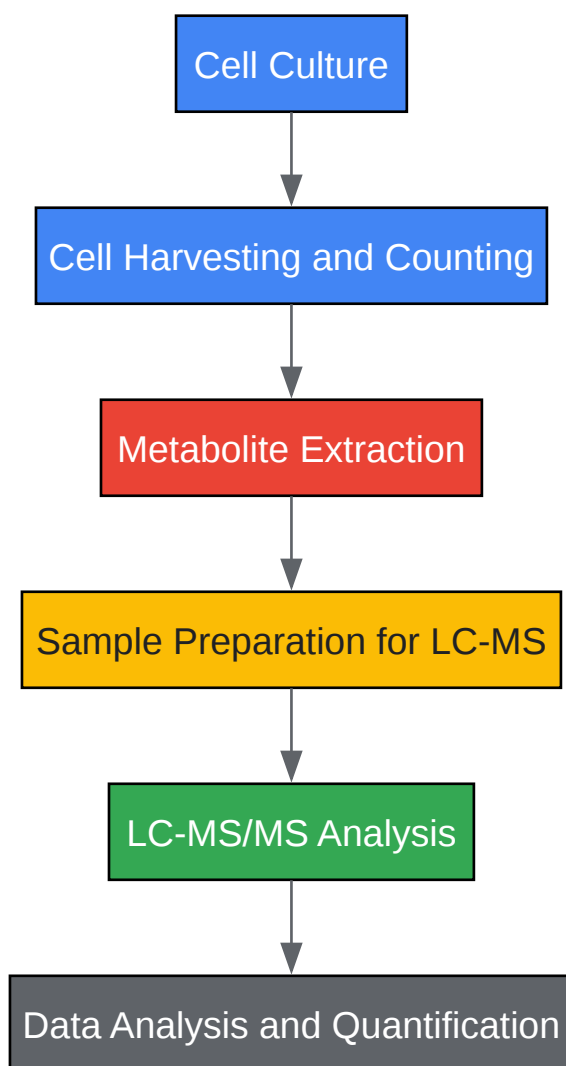 Cell Culture
Cell Harvesting and Counting
Metabolite Extraction
Sample Preparation for LC-MS
LC-MS/MS Analysis
Data Analysis and Quantification